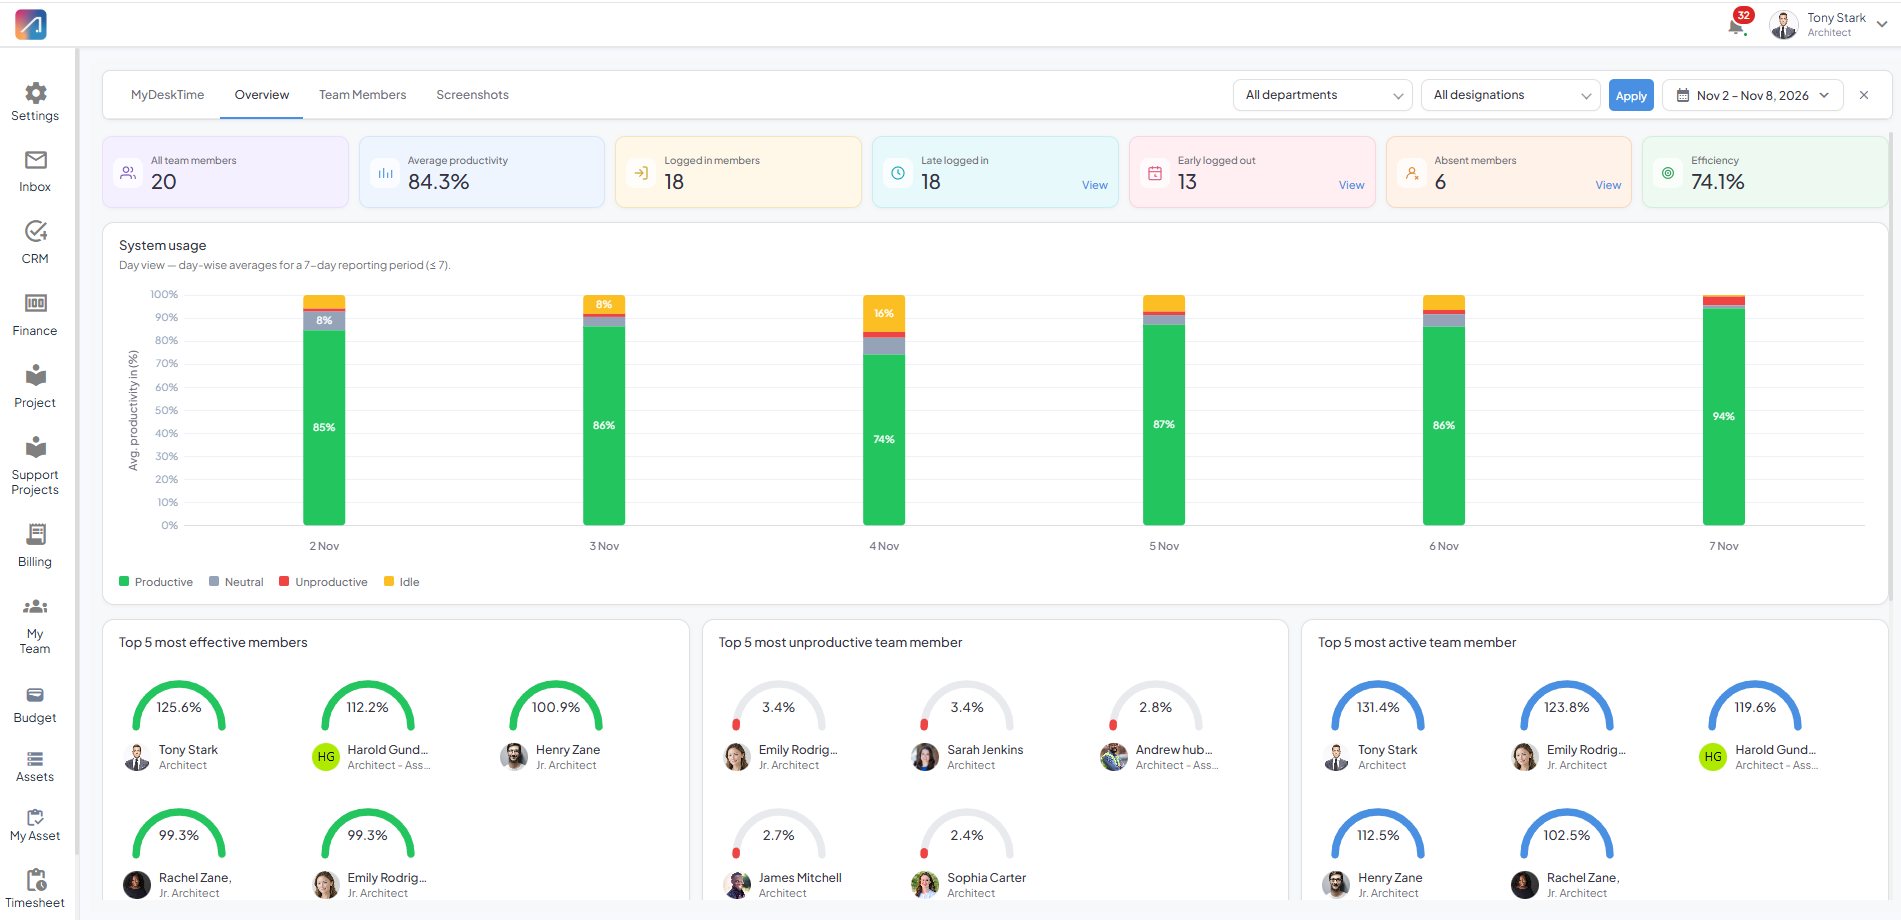 32
Tony Stark
Architect
Settings
Inbox
CRM
Finance
Project
Support
Projects
Billing
My
Team
Budget
Assets
My Asset
Timesheet
MyDeskTime
Overview
Team Members
Screenshots
All departments
All designations
Apply
Nov 2 – Nov 8, 2026
All team members
20
Average productivity
84.3%
Logged in members
18
Late logged in
18
View
Early logged out
13
View
Absent members
6
View
Efficiency
74.1%
System usage
Day view — day-wise averages for a 7-day reporting period (≤ 7).
Avg. productivity in (%)
100%
90%
80%
70%
60%
50%
40%
30%
20%
10%
0%
8%
85%
8%
86%
16%
74%
87%
86%
94%
2 Nov
3 Nov
4 Nov
5 Nov
6 Nov
7 Nov
Productive
Neutral
Unproductive
Idle
Top 5 most effective members
125.6%
Tony Stark
Architect
112.2%
HG
Harold Gund...
Architect - Ass...
100.9%
Henry Zane
Jr. Architect
99.3%
Rachel Zane,
Jr. Architect
99.3%
Emily Rodrig...
Jr. Architect
Top 5 most unproductive team member
3.4%
Emily Rodrig...
Jr. Architect
3.4%
Sarah Jenkins
Architect
2.8%
Andrew hub...
Architect - Ass...
2.7%
James Mitchell
Architect
2.4%
Sophia Carter
Architect
Top 5 most active team member
131.4%
Tony Stark
Architect
123.8%
Emily Rodrig...
Jr. Architect
119.6%
HG
Harold Gund...
Architect - Ass...
112.5%
Henry Zane
Jr. Architect
102.5%
Rachel Zane,
Jr. Architect